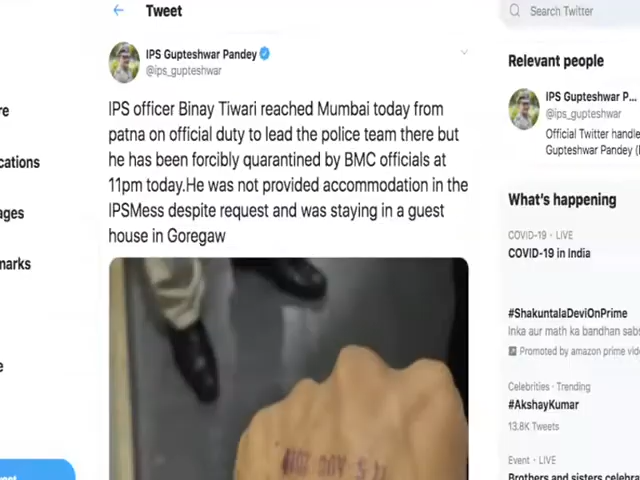 Tweet
Search Twitter
IPS Gupteshwar Pandey
@ips_gupteshwar
IPS officer Binay Tiwari reached Mumbai today from
patna on official duty to lead the police team there but
he has been forcibly quarantined by BMC officials at
11pm today.He was not provided accommodation in the
IPSMess despite request and was staying in a guest
house in Goregaw
Relevant people
IPS Gupteshwar P...
@ips_gupteshwar
Official Twitter handle
Gupteshwar Pandey (I
What's happening
COVID-19 · LIVE
COVID-19 in India
#ShakuntalaDeviOnPrime
Inka aur math ka bandhan sabs
Promoted by amazon prime vide
Celebrities · Trending
#AkshayKumar
13.8K Tweets
Event · LIVE
Brothers and sisters celebra